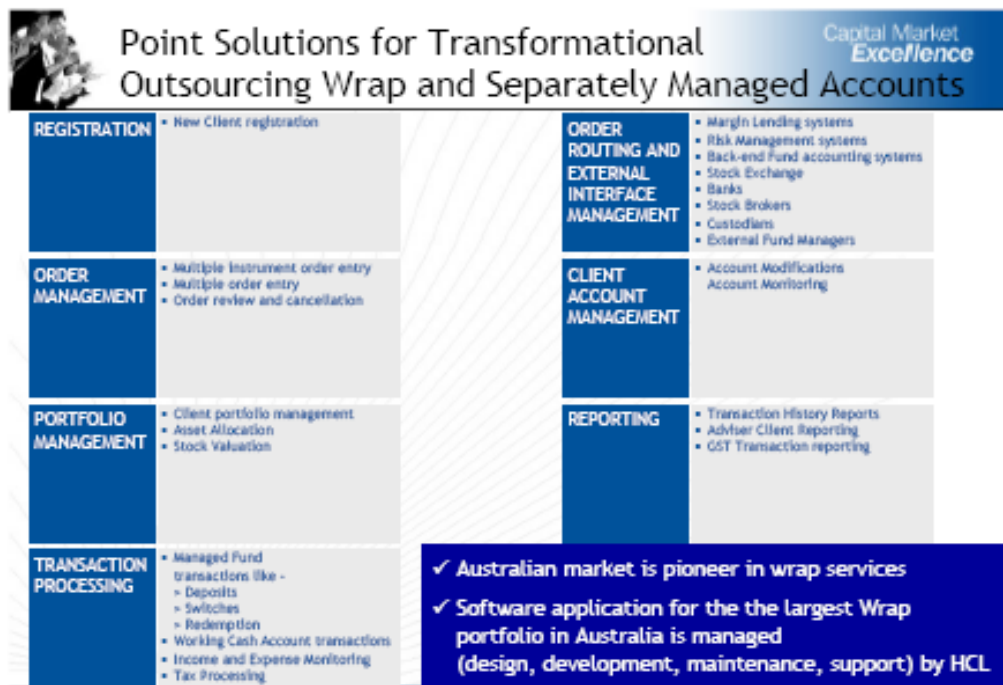 Point Solutions for Transformational
Outsourcing Wrap and Separately Managed Accounts
Capital Market
Excellence
REGISTRATION
▪ New Client registration
ORDER
ROUTING AND
EXTERNAL
INTERFACE
MANAGEMENT
▪ Margin Lending systems
▪ Risk Management systems
▪ Back-end Fund accounting systems
▪ Stock Exchange
▪ Banks
▪ Stock Brokers
▪ Custodians
▪ External Fund Managers
ORDER
MANAGEMENT
▪ Multiple instrument order entry
▪ Multiple order entry
▪ Order review and cancellation
CLIENT
ACCOUNT
MANAGEMENT
▪ Account Modifications
Account Monitoring
PORTFOLIO
MANAGEMENT
▪ Client portfolio management
▪ Asset Allocation
▪ Stock Valuation
REPORTING
▪ Transaction History Reports
▪ Adviser Client Reporting
▪ GST Transaction reporting
TRANSACTION
PROCESSING
▪ Managed Fund
transactions like -
» Deposits
» Switches
» Redemption
▪ Working Cash Account transactions
▪ Income and Expense Monitoring
▪ Tax Processing
✓ Australian market is pioneer in wrap services
✓ Software application for the the largest Wrap
portfolio in Australia is managed
(design, development, maintenance, support) by HCL